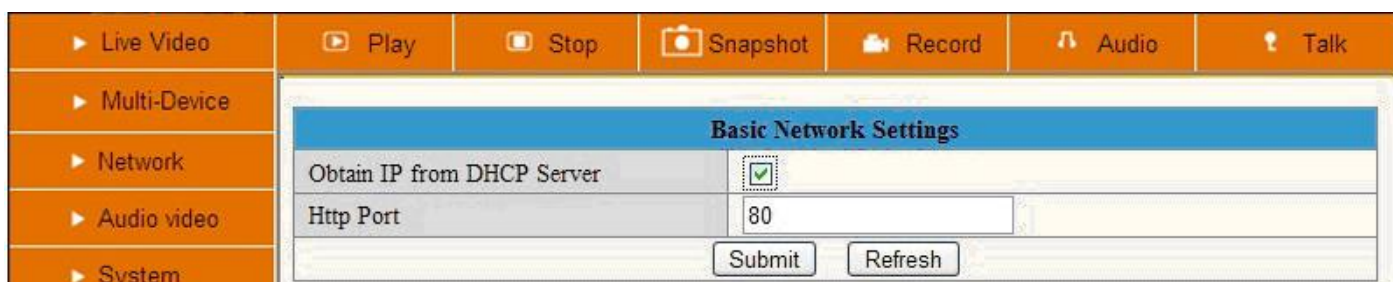 Live Video
Play
Stop
Snapshot
Record
Audio
Talk
Multi-Device
Network
Audio video
System
Basic Network Settings
Obtain IP from DHCP Server
Http Port
80
Submit
Refresh